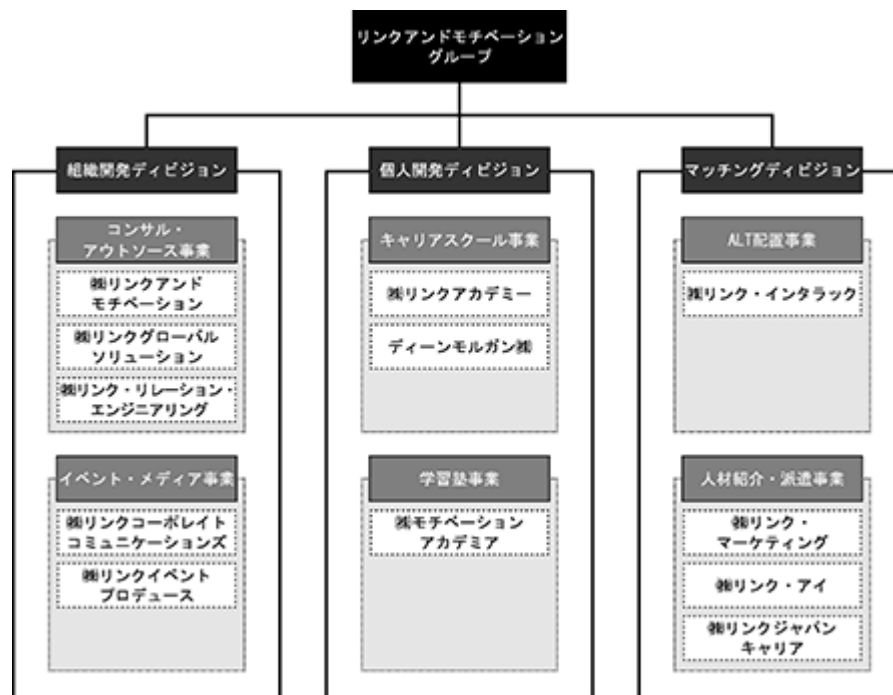 リンクアンドモチベーション
グループ
組織開発ディビジョン
コンサル・
アウトソース事業
㈱リンクアンド
モチベーション
㈱リンクグローバル
ソリューション
㈱リンク・リレーション・
エンジニアリング
イベント・メディア事業
㈱リンクコーポレイト
コミュニケーションズ
㈱リンクイベント
プロデュース
個人開発ディビジョン
キャリアスクール事業
㈱リンクアカデミー
ディーンモルガン㈱
学習塾事業
㈱モチベーション
アカデミア
マッチングディビジョン
ALT配置事業
㈱リンク・インタラック
人材紹介・派遣事業
㈱リンク・
マーケティング
㈱リンク・アイ
㈱リンクジャパン
キャリア